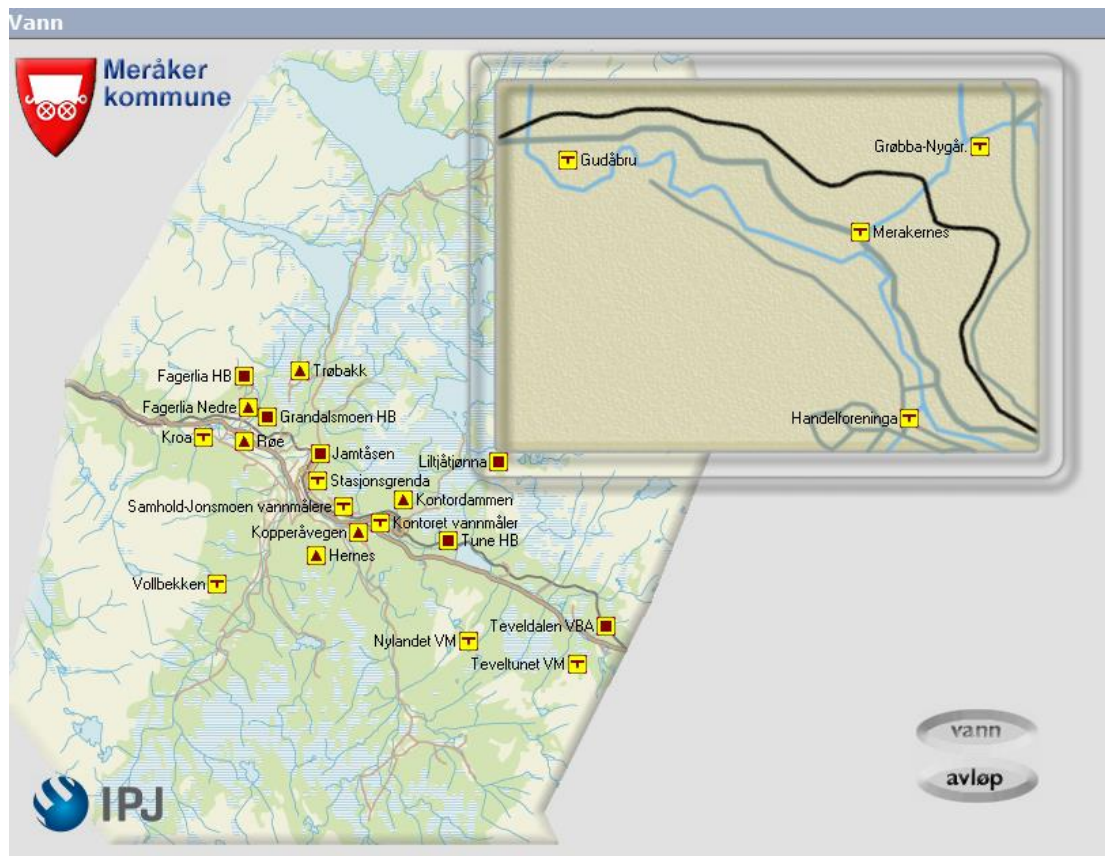 Vann
Meråker
kommune
Gudåbru
Grøbba-Nygår.
Merakernes
Handelforeninga
Fagerlia HB
Trøbakk
Fagerlia Nedre
Grandalsmoen HB
Kroa
Røe
Jamtåsen
Liltjåtjønna
Stasjonsgrenda
Kontordammen
Samhold-Jonsmoen vannmålere
Kontoret vannmåler
Kopperåvegen
Tune HB
Hernes
Vollbekken
Teveldalen VBA
Nylandet VM
Teveltunet VM
vann
avløp
IPJ